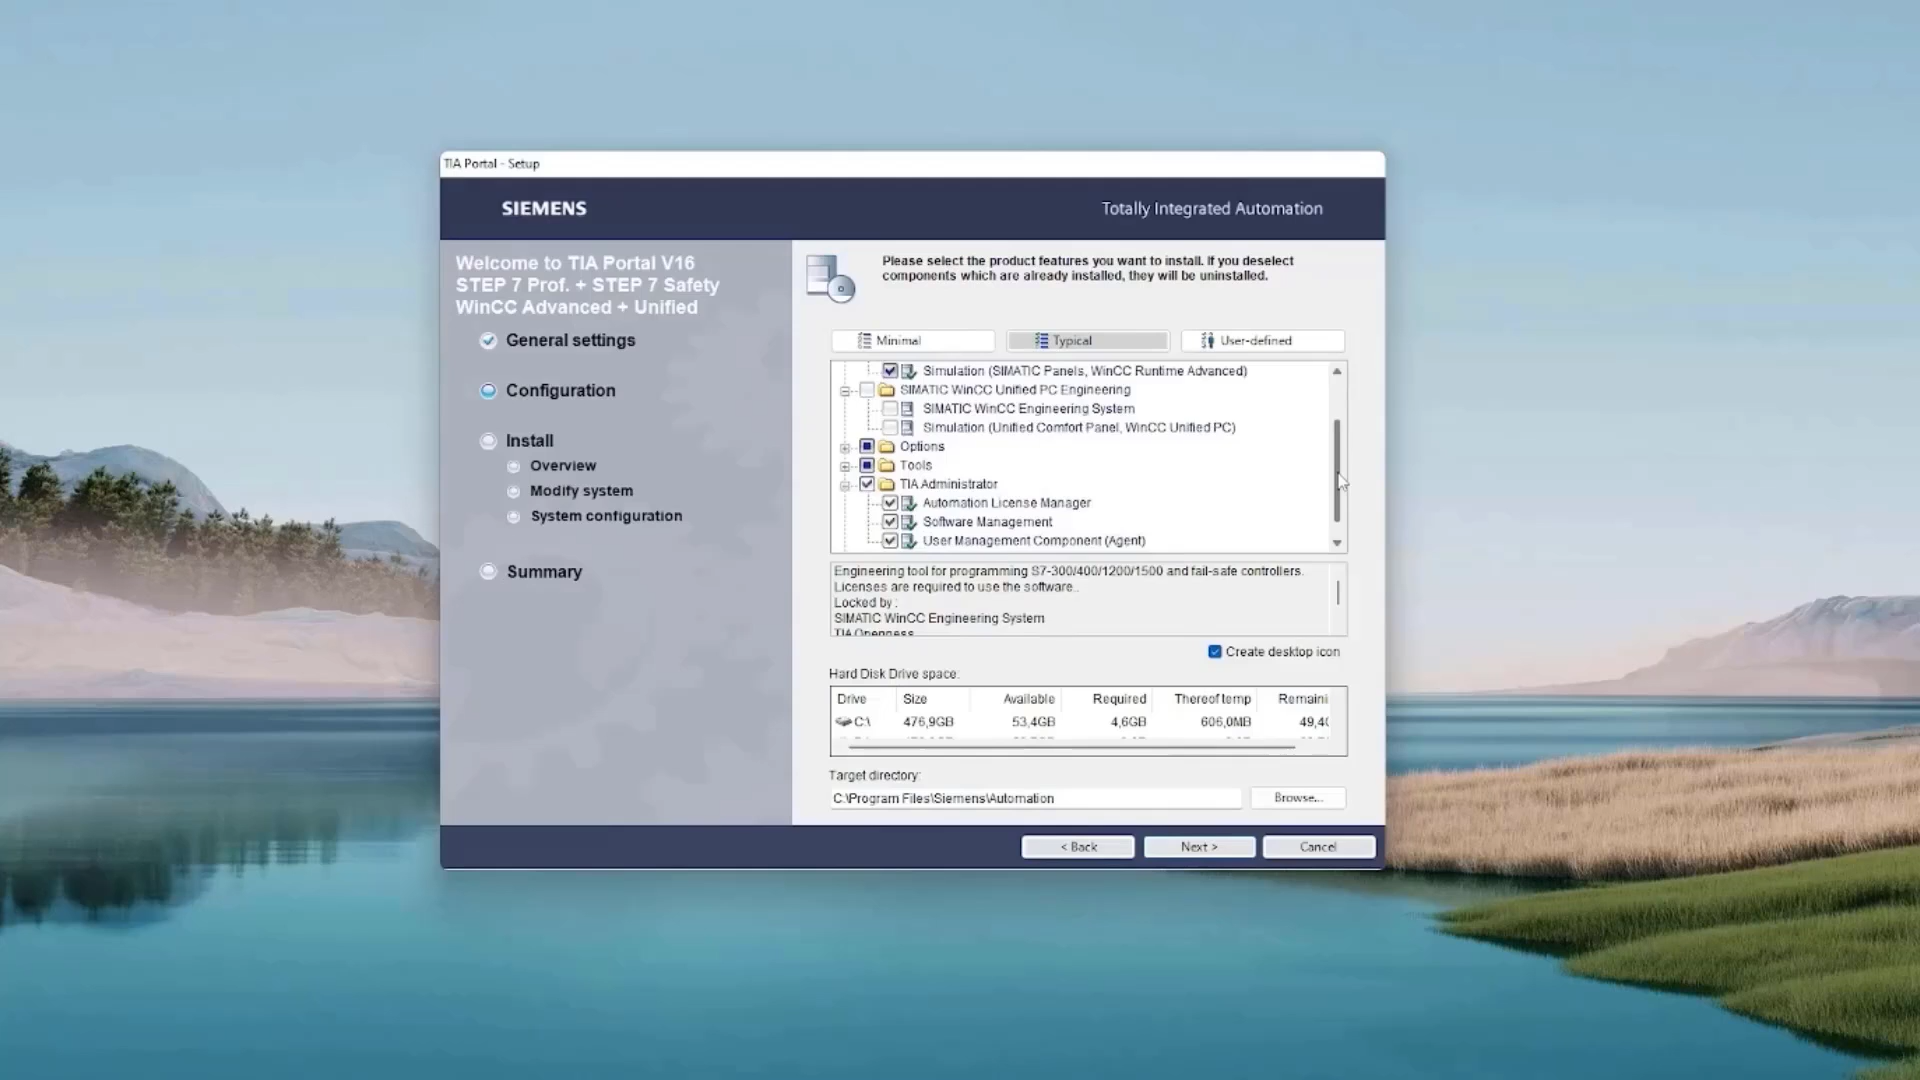 TIA Portal - Setup
SIEMENS
Totally Integrated Automation
Welcome to TIA Portal V16
STEP 7 Prof. + STEP 7 Safety
WinCC Advanced + Unified
General settings
Configuration
Install
Overview
Modify system
System configuration
Summary
Please select the product features you want to install. If you deselect
components which are already installed, they will be uninstalled.
Minimal
Typical
User-defined
Simulation (SIMATIC Panels, WinCC Runtime Advanced)
SIMATIC WinCC Unified PC Engineering
SIMATIC WinCC Engineering System
Simulation (Unified Comfort Panel, WinCC Unified PC)
Options
Tools
TIA Administrator
Automation License Manager
Software Management
User Management Component (Agent)
Engineering tool for programming S7-300/400/1200/1500 and fail-safe controllers.
Licenses are required to use the software..
Locked by :
SIMATIC WinCC Engineering System
TIA Openness
Create desktop icon
Hard Disk Drive space:
Drive Size Available Required Thereof temp Remaini
C:\ 476,9GB 53,4GB 4,6GB 606,0MB 49,4
Target directory:
C:\Program Files\Siemens\Automation
Browse...
< Back
Next >
Cancel